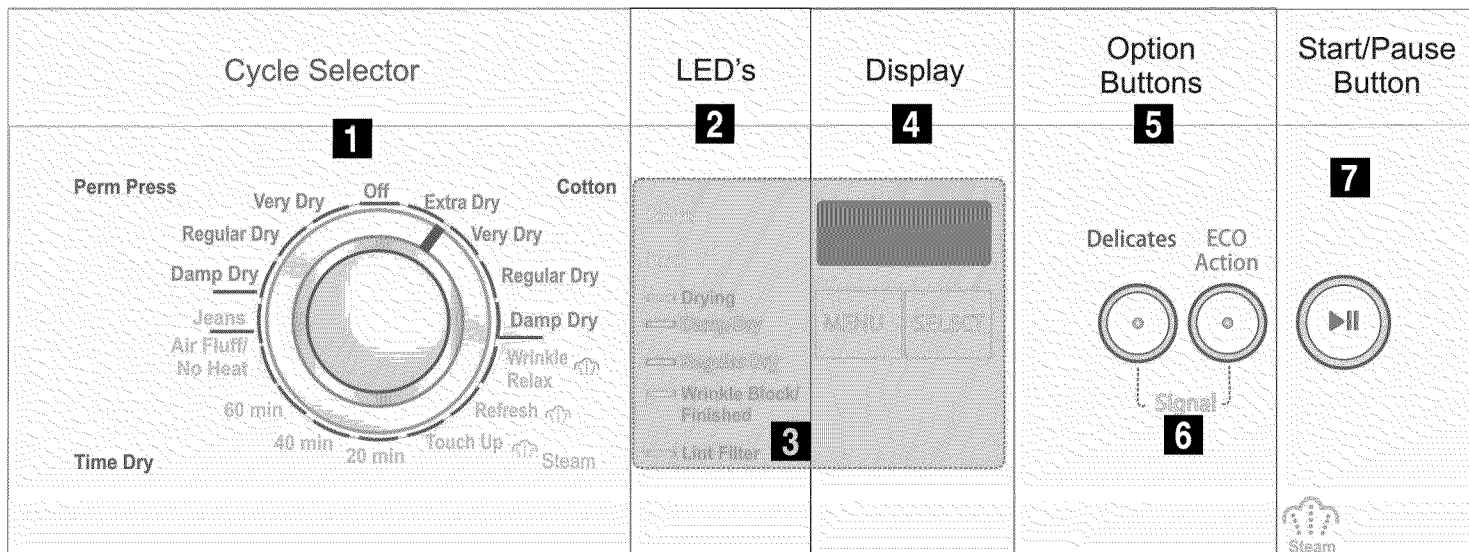 Cycle Selector
LED's
Display
Option
Buttons
Start/Pause
Button
1
2
4
5
7
Perm Press
Cotton
Off
Very Dry
Extra Dry
Regular Dry
Very Dry
Damp Dry
Regular Dry
Jeans
Damp Dry
Air Fluff/
No Heat
Wrinkle
Relax
60 min
Refresh
40 min
20 min
Touch Up
Steam
Time Dry
Drying
Damp Dry
Regular Dry
Wrinkle Block/
Finished
Lint Filter
3
MENU
SELECT
Delicates
ECO
Action
Signal
6
Steam